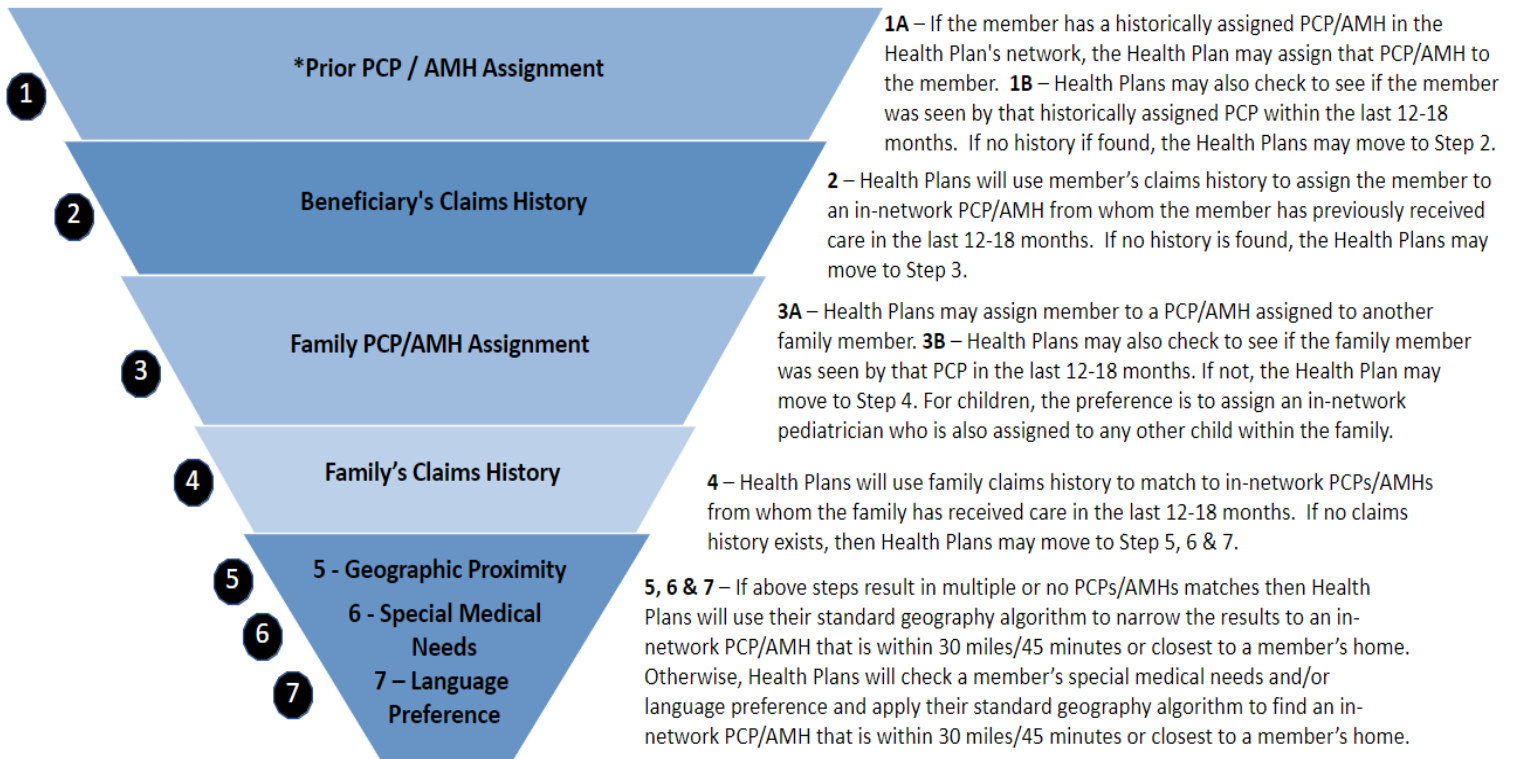 *Prior PCP / AMH Assignment
1
1A – If the member has a historically assigned PCP/AMH in the
Health Plan's network, the Health Plan may assign that PCP/AMH to
the member. 1B – Health Plans may also check to see if the member
was seen by that historically assigned PCP within the last 12-18
months. If no history if found, the Health Plans may move to Step 2.
Beneficiary's Claims History
2
2 – Health Plans will use member’s claims history to assign the member to
an in-network PCP/AMH from whom the member has previously received
care in the last 12-18 months. If no history is found, the Health Plans may
move to Step 3.
Family PCP/AMH Assignment
3
3A – Health Plans may assign member to a PCP/AMH assigned to another
family member. 3B – Health Plans may also check to see if the family member
was seen by that PCP in the last 12-18 months. If not, the Health Plan may
move to Step 4. For children, the preference is to assign an in-network
pediatrician who is also assigned to any other child within the family.
Family’s Claims History
4
4 – Health Plans will use family claims history to match to in-network PCPs/AMHs
from whom the family has received care in the last 12-18 months. If no claims
history exists, then Health Plans may move to Step 5, 6 & 7.
5 - Geographic Proximity
5
6 - Special Medical
Needs
6
7 – Language
Preference
7
5, 6 & 7 – If above steps result in multiple or no PCPs/AMHs matches then Health
Plans will use their standard geography algorithm to narrow the results to an in-
network PCP/AMH that is within 30 miles/45 minutes or closest to a member’s home.
Otherwise, Health Plans will check a member’s special medical needs and/or
language preference and apply their standard geography algorithm to find an in-
network PCP/AMH that is within 30 miles/45 minutes or closest to a member’s home.